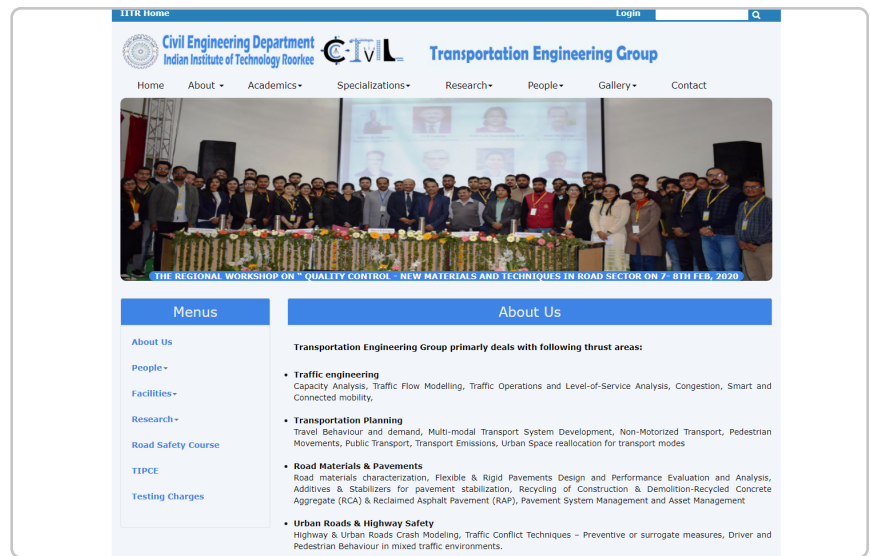 IITR Home
Login
Civil Engineering Department
Indian Institute of Technology Roorkee
CIVIL
Transportation Engineering Group
Home About Academics Specializations Research People Gallery Contact
THE REGIONAL WORKSHOP ON " QUALITY CONTROL - NEW MATERIALS AND TECHNIQUES IN ROAD SECTOR ON 7- 8TH FEB, 2020
Menus
About Us
People
Facilities
Research
Road Safety Course
TIPCE
Testing Charges
About Us
Transportation Engineering Group primarly deals with following thrust areas:
• Traffic engineering
Capacity Analysis, Traffic Flow Modelling, Traffic Operations and Level-of-Service Analysis, Congestion, Smart and
Connected mobility,
• Transportation Planning
Travel Behaviour and demand, Multi-modal Transport System Development, Non-Motorized Transport, Pedestrian
Movements, Public Transport, Transport Emissions, Urban Space reallocation for transport modes
• Road Materials & Pavements
Road materials characterization, Flexible & Rigid Pavements Design and Performance Evaluation and Analysis,
Additives & Stabilizers for pavement stabilization, Recycling of Construction & Demolition-Recycled Concrete
Aggregate (RCA) & Reclaimed Asphalt Pavement (RAP), Pavement System Management and Asset Management
• Urban Roads & Highway Safety
Highway & Urban Roads Crash Modeling, Traffic Conflict Techniques – Preventive or surrogate measures, Driver and
Pedestrian Behaviour in mixed traffic environments.